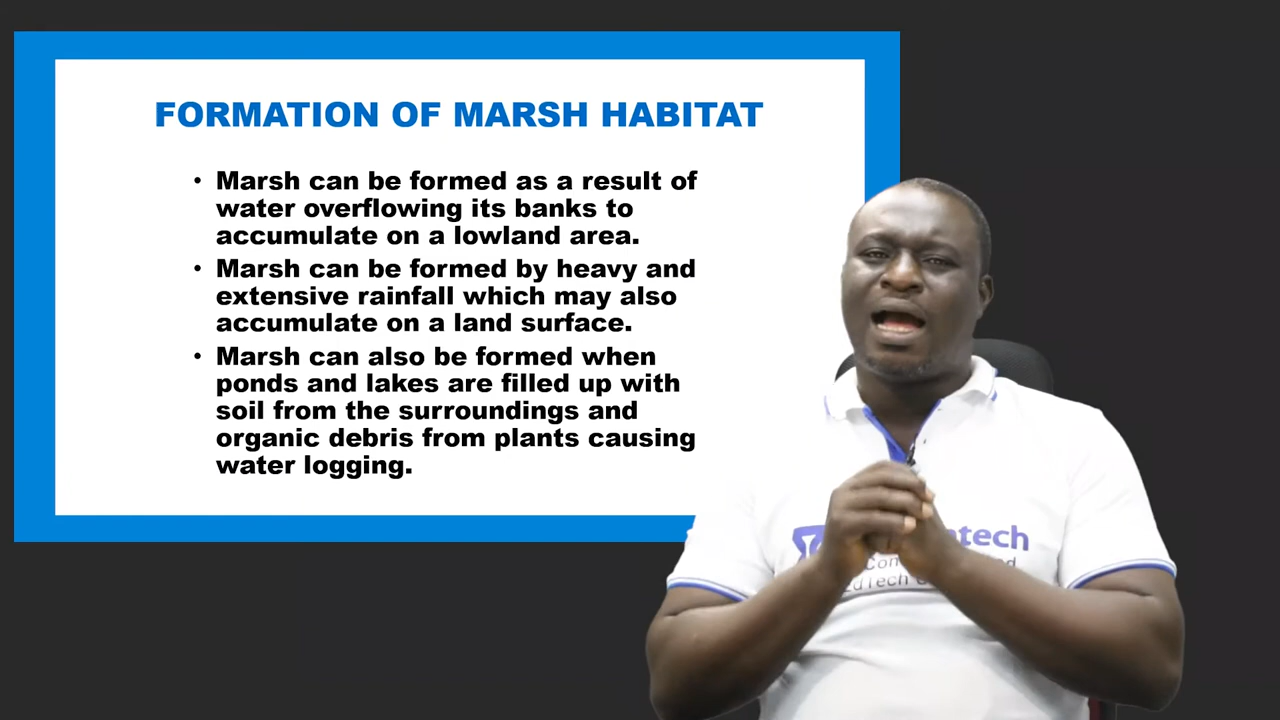 FORMATION OF MARSH HABITAT
• Marsh can be formed as a result of
water overflowing its banks to
accumulate on a lowland area.
• Marsh can be formed by heavy and
extensive rainfall which may also
accumulate on a land surface.
• Marsh can also be formed when
ponds and lakes are filled up with
soil from the surroundings and
organic debris from plants causing
water logging.